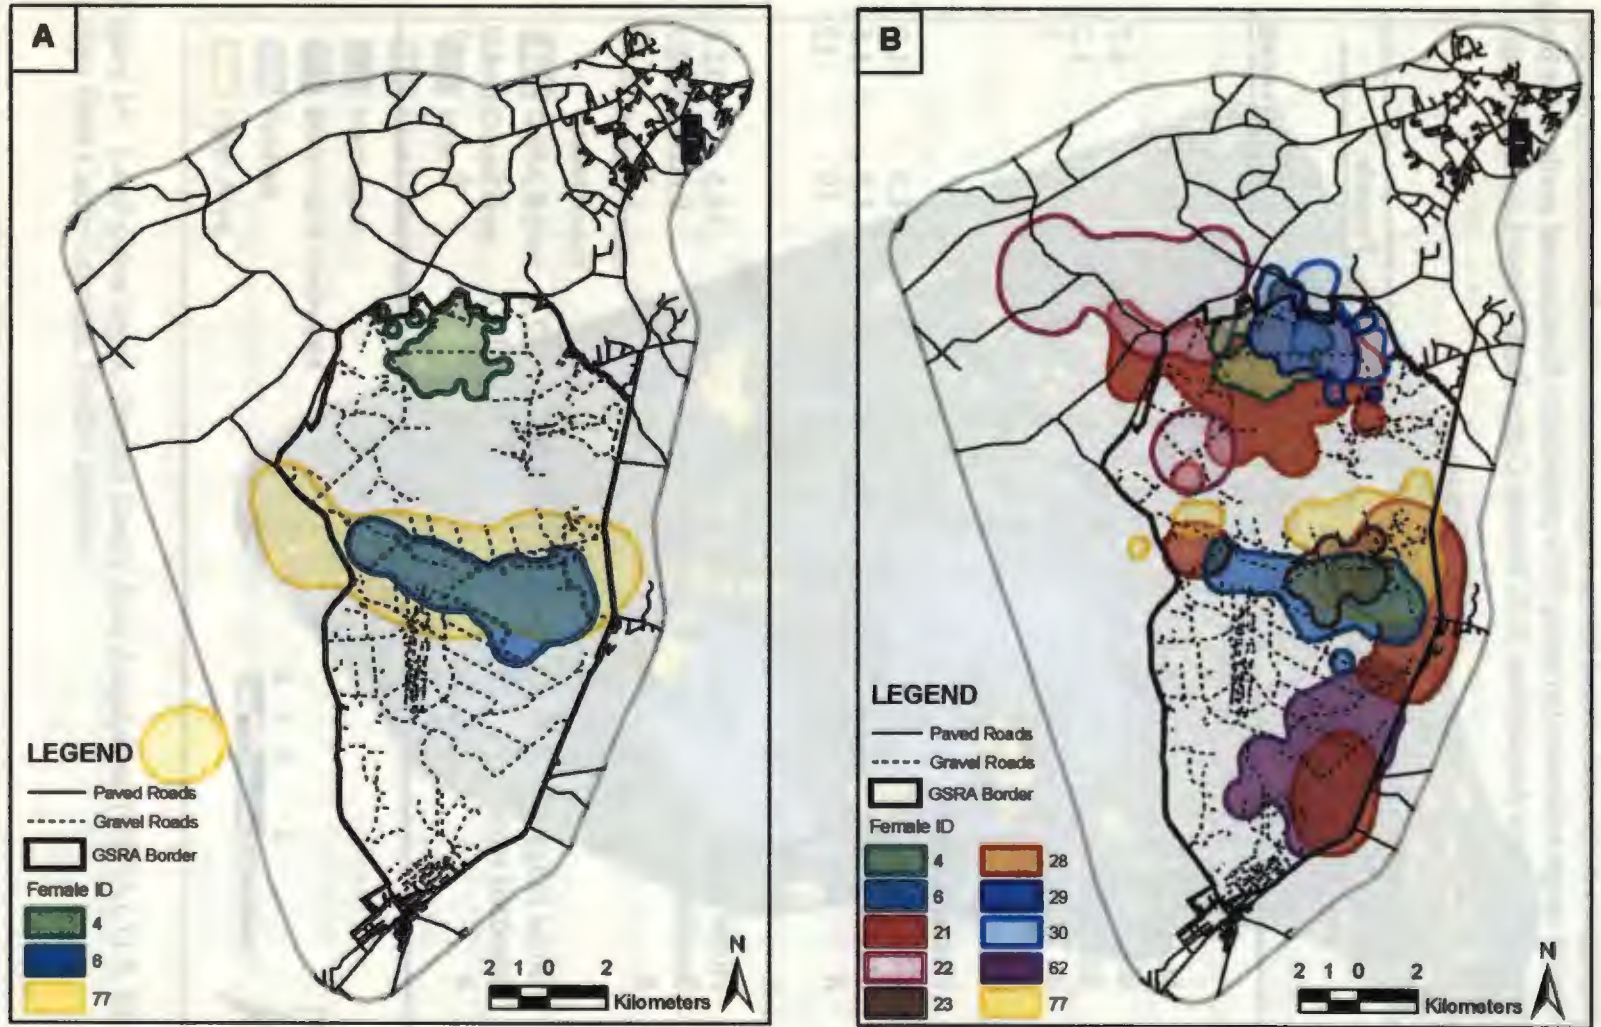 A
LEGEND
Paved Roads
Gravel Roads
GSRA Border
Female ID
4
6
77
2 1 0 2
Kilometers
N
B
LEGEND
Paved Roads
Gravel Roads
GSRA Border
Female ID
4
6
21
22
23
28
29
30
62
77
2 1 0 2
Kilometers
N